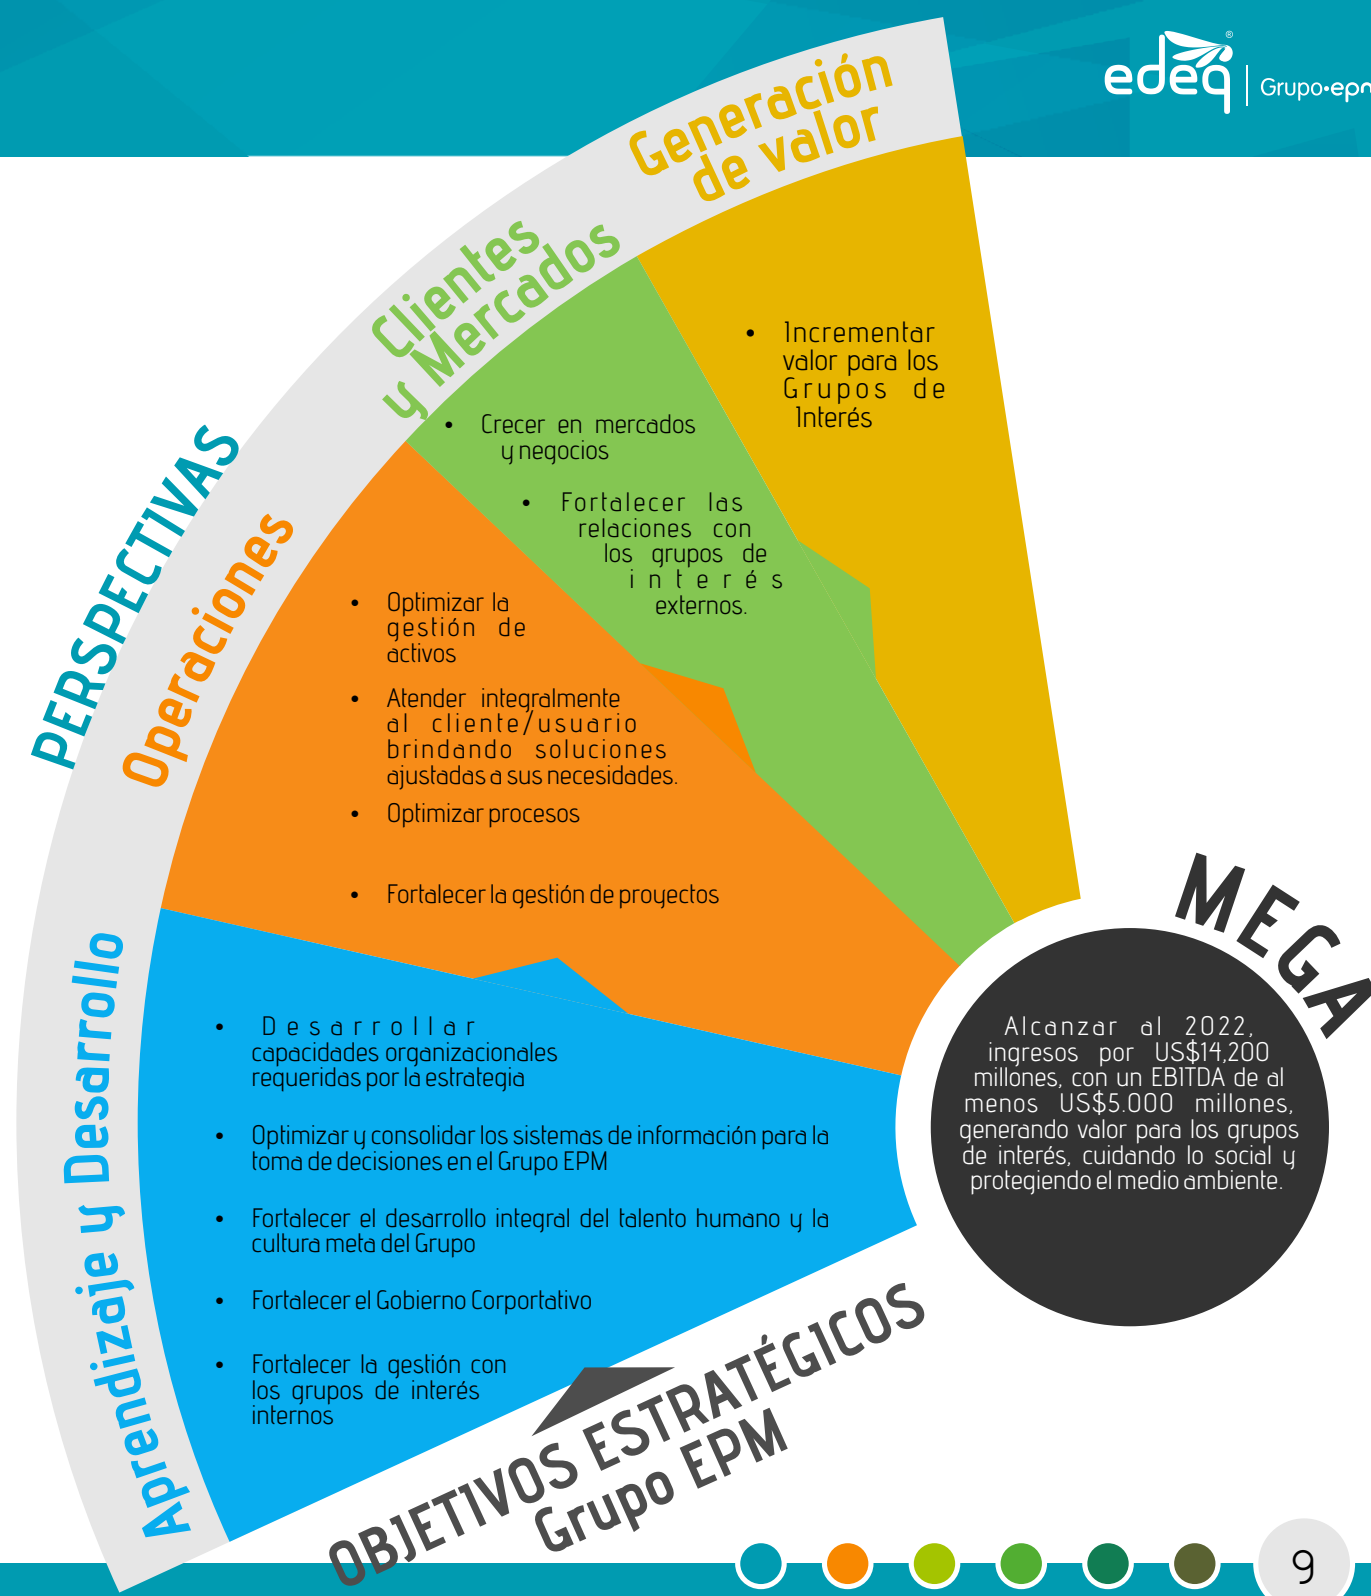 edeq®
Grupo•epm
Generación
de valor
Clientes
y Mercados
PERSPECTIVAS
Operaciones
Aprendizaje y Desarrollo
• Incrementar
valor para los
Grupos de
Interés
• Crecer en mercados
y negocios
• Fortalecer las
relaciones con
los grupos de
interés
externos.
• Optimizar la
gestión de
activos
• Atender integralmente
al cliente/usuario
brindando soluciones
ajustadas a sus necesidades.
• Optimizar procesos
• Fortalecer la gestión de proyectos
• Desarrollar
capacidades organizacionales
requeridas por la estrategia
• Optimizar y consolidar los sistemas de información para la
toma de decisiones en el Grupo EPM
• Fortalecer el desarrollo integral del talento humano y la
cultura meta del Grupo
• Fortalecer el Gobierno Corportativo
• Fortalecer la gestión con
los grupos de interés
internos
MEGA
Alcanzar al 2022,
ingresos por US$14,200
millones, con un EBITDA de al
menos US$5.000 millones,
generando valor para los grupos
de interés, cuidando lo social y
protegiendo el medio ambiente.
OBJETIVOS ESTRATÉGICOS
Grupo EPM
9